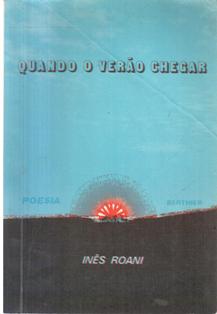 QUANDO O VERÃO CHEGAR
POESIA
BERTHIER
INÊS ROANI